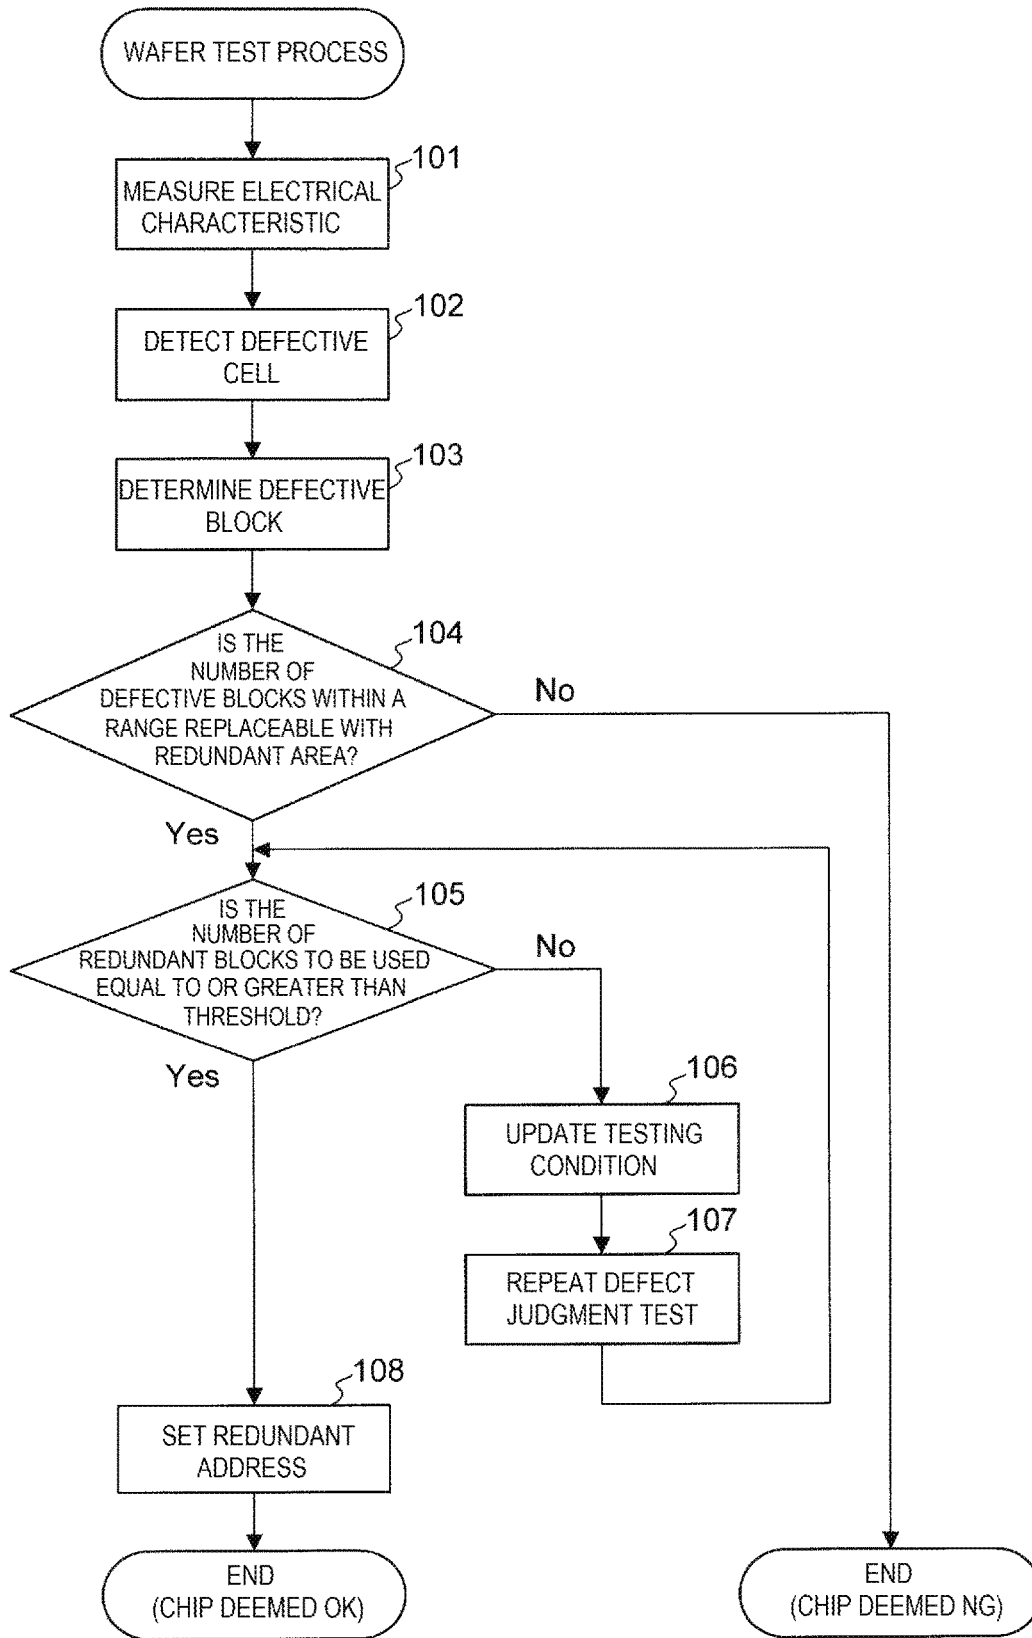 WAFER TEST PROCESS
101
MEASURE ELECTRICAL
CHARACTERISTIC
102
DETECT DEFECTIVE
CELL
103
DETERMINE DEFECTIVE
BLOCK
104
IS THE
NUMBER OF
DEFECTIVE BLOCKS WITHIN A
RANGE REPLACEABLE WITH
REDUNDANT AREA?
No
Yes
105
IS THE
NUMBER OF
REDUNDANT BLOCKS TO BE USED
EQUAL TO OR GREATER THAN
THRESHOLD?
No
Yes
106
UPDATE TESTING
CONDITION
107
REPEAT DEFECT
JUDGMENT TEST
108
SET REDUNDANT
ADDRESS
END
(CHIP DEEMED OK)
END
(CHIP DEEMED NG)